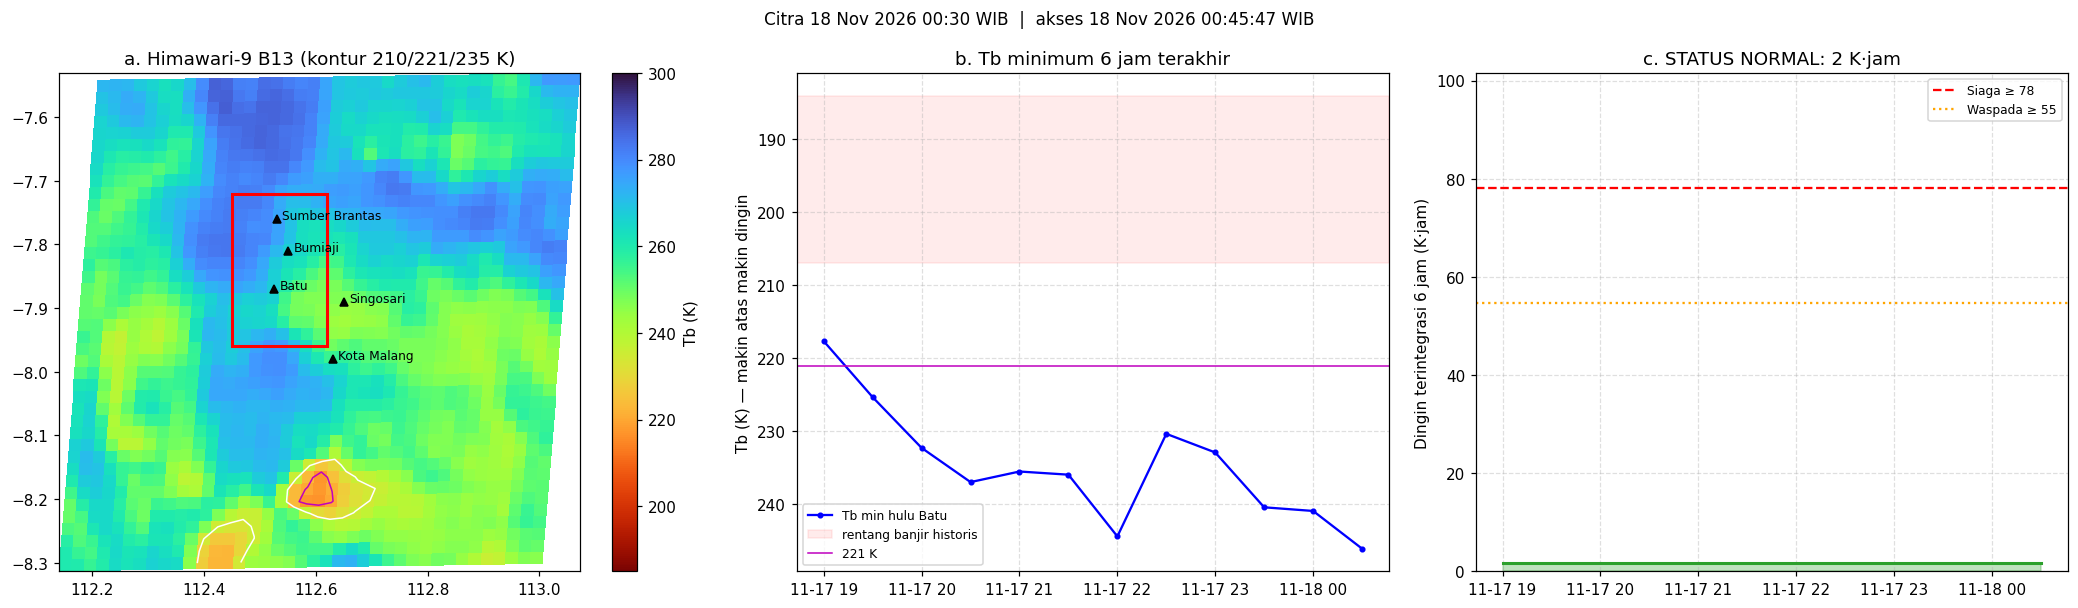 Citra 18 Nov 2026 00:30 WIB  |  akses 18 Nov 2026 00:45:47 WIB
a. Himawari-9 B13 (kontur 210/221/235 K)
−7.6
−7.7
−7.8
−7.9
−8.0
−8.1
−8.2
−8.3
112.2
112.4
112.6
112.8
113.0
Sumber Brantas
Bumiaji
Batu
Singosari
Kota Malang
300
280
260
240
220
200
Tb (K)
b. Tb minimum 6 jam terakhir
Tb (K) — makin atas makin dingin
190
200
210
220
230
240
Tb min hulu Batu
rentang banjir historis
221 K
11-17 19
11-17 20
11-17 21
11-17 22
11-17 23
11-18 00
c. STATUS NORMAL: 2 K·jam
Dingin terintegrasi 6 jam (K·jam)
100
80
60
40
20
0
Siaga ≥ 78
Waspada ≥ 55
11-17 19
11-17 20
11-17 21
11-17 22
11-17 23
11-18 00